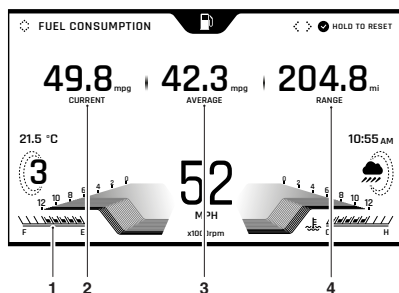 FUEL CONSUMPTION
HOLD TO RESET
49.8 mpg
CURRENT
42.3 mpg
AVERAGE
204.8 mi
RANGE
21.5 °C
10:55 AM
3
12 10 8 6 4 2 0
52
MPH
x1000rpm
0 2 4 6 8 10 12
F E
C H
1 2 3 4